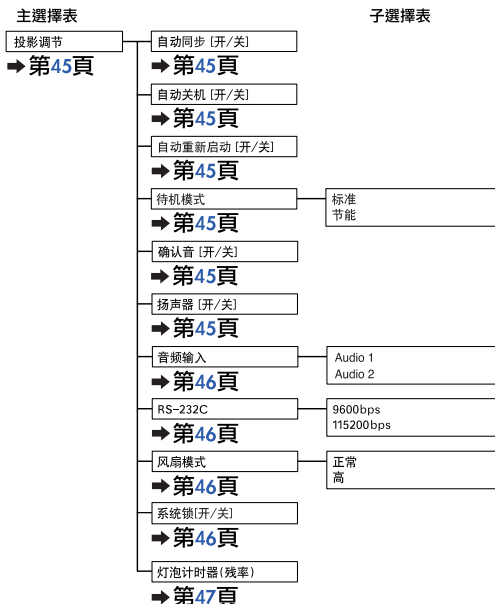 主選擇表
子選擇表
投影调节
➡第45頁
自动同步 [开/关]
➡第45頁
自动关机 [开/关]
➡第45頁
自动重新启动 [开/关]
➡第45頁
待机模式
➡第45頁
标准
节能
确认音 [开/关]
➡第45頁
扬声器 [开/关]
➡第45頁
音频输入
➡第46頁
Audio 1
Audio 2
RS-232C
➡第46頁
9600bps
115200bps
风扇模式
➡第46頁
正常
高
系统锁[开/关]
➡第46頁
灯泡计时器(残率)
➡第47頁